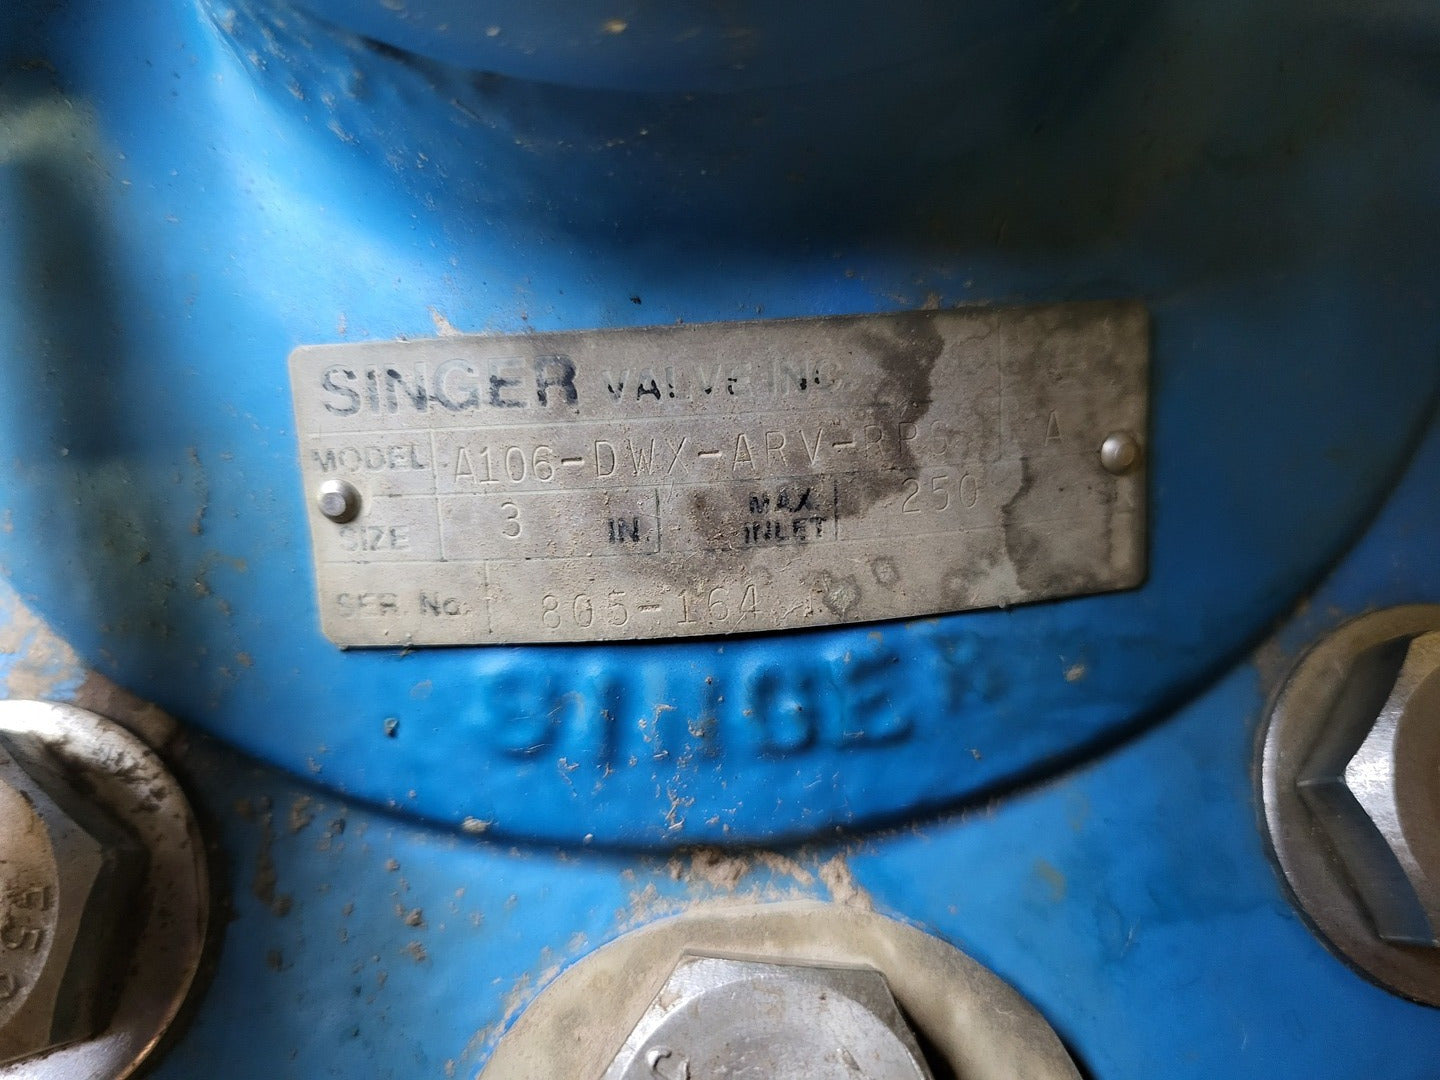 SINGER VALVE INC
MODEL A106-DWX-ARV-RPS A
SIZE 3 IN. MAX. INLET 250
SER. No. 805-164
SINGER